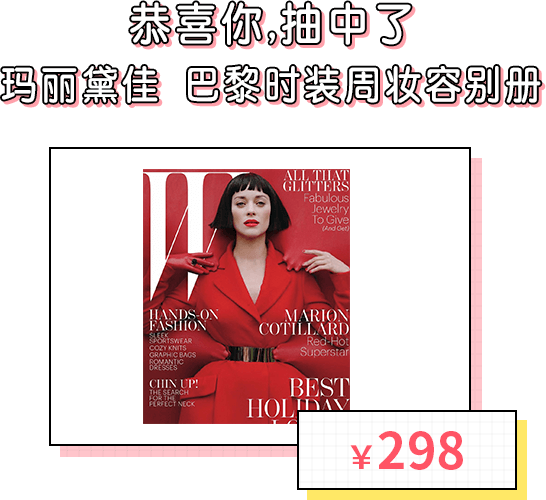 恭喜你,抽中了
玛丽黛佳 巴黎时装周妆容别册
W
ALL THAT
GLITTERS
Fabulous
Jewelry
To Give
(And Get)
HANDS-ON
FASHION
SLEEK
SPORTSWEAR
COZY KNITS
GRAPHIC BAGS
ROMANTIC
DRESSES
CHIN UP!
THE SEARCH
FOR THE
PERFECT NECK
MARION
COTILLARD
Red-Hot
Superstar
BEST
HOLIDAY
¥298